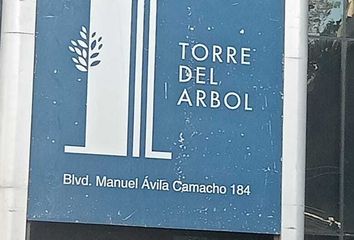 TORRE
DEL
ARBOL
Blvd. Manuel Ávila Camacho 184